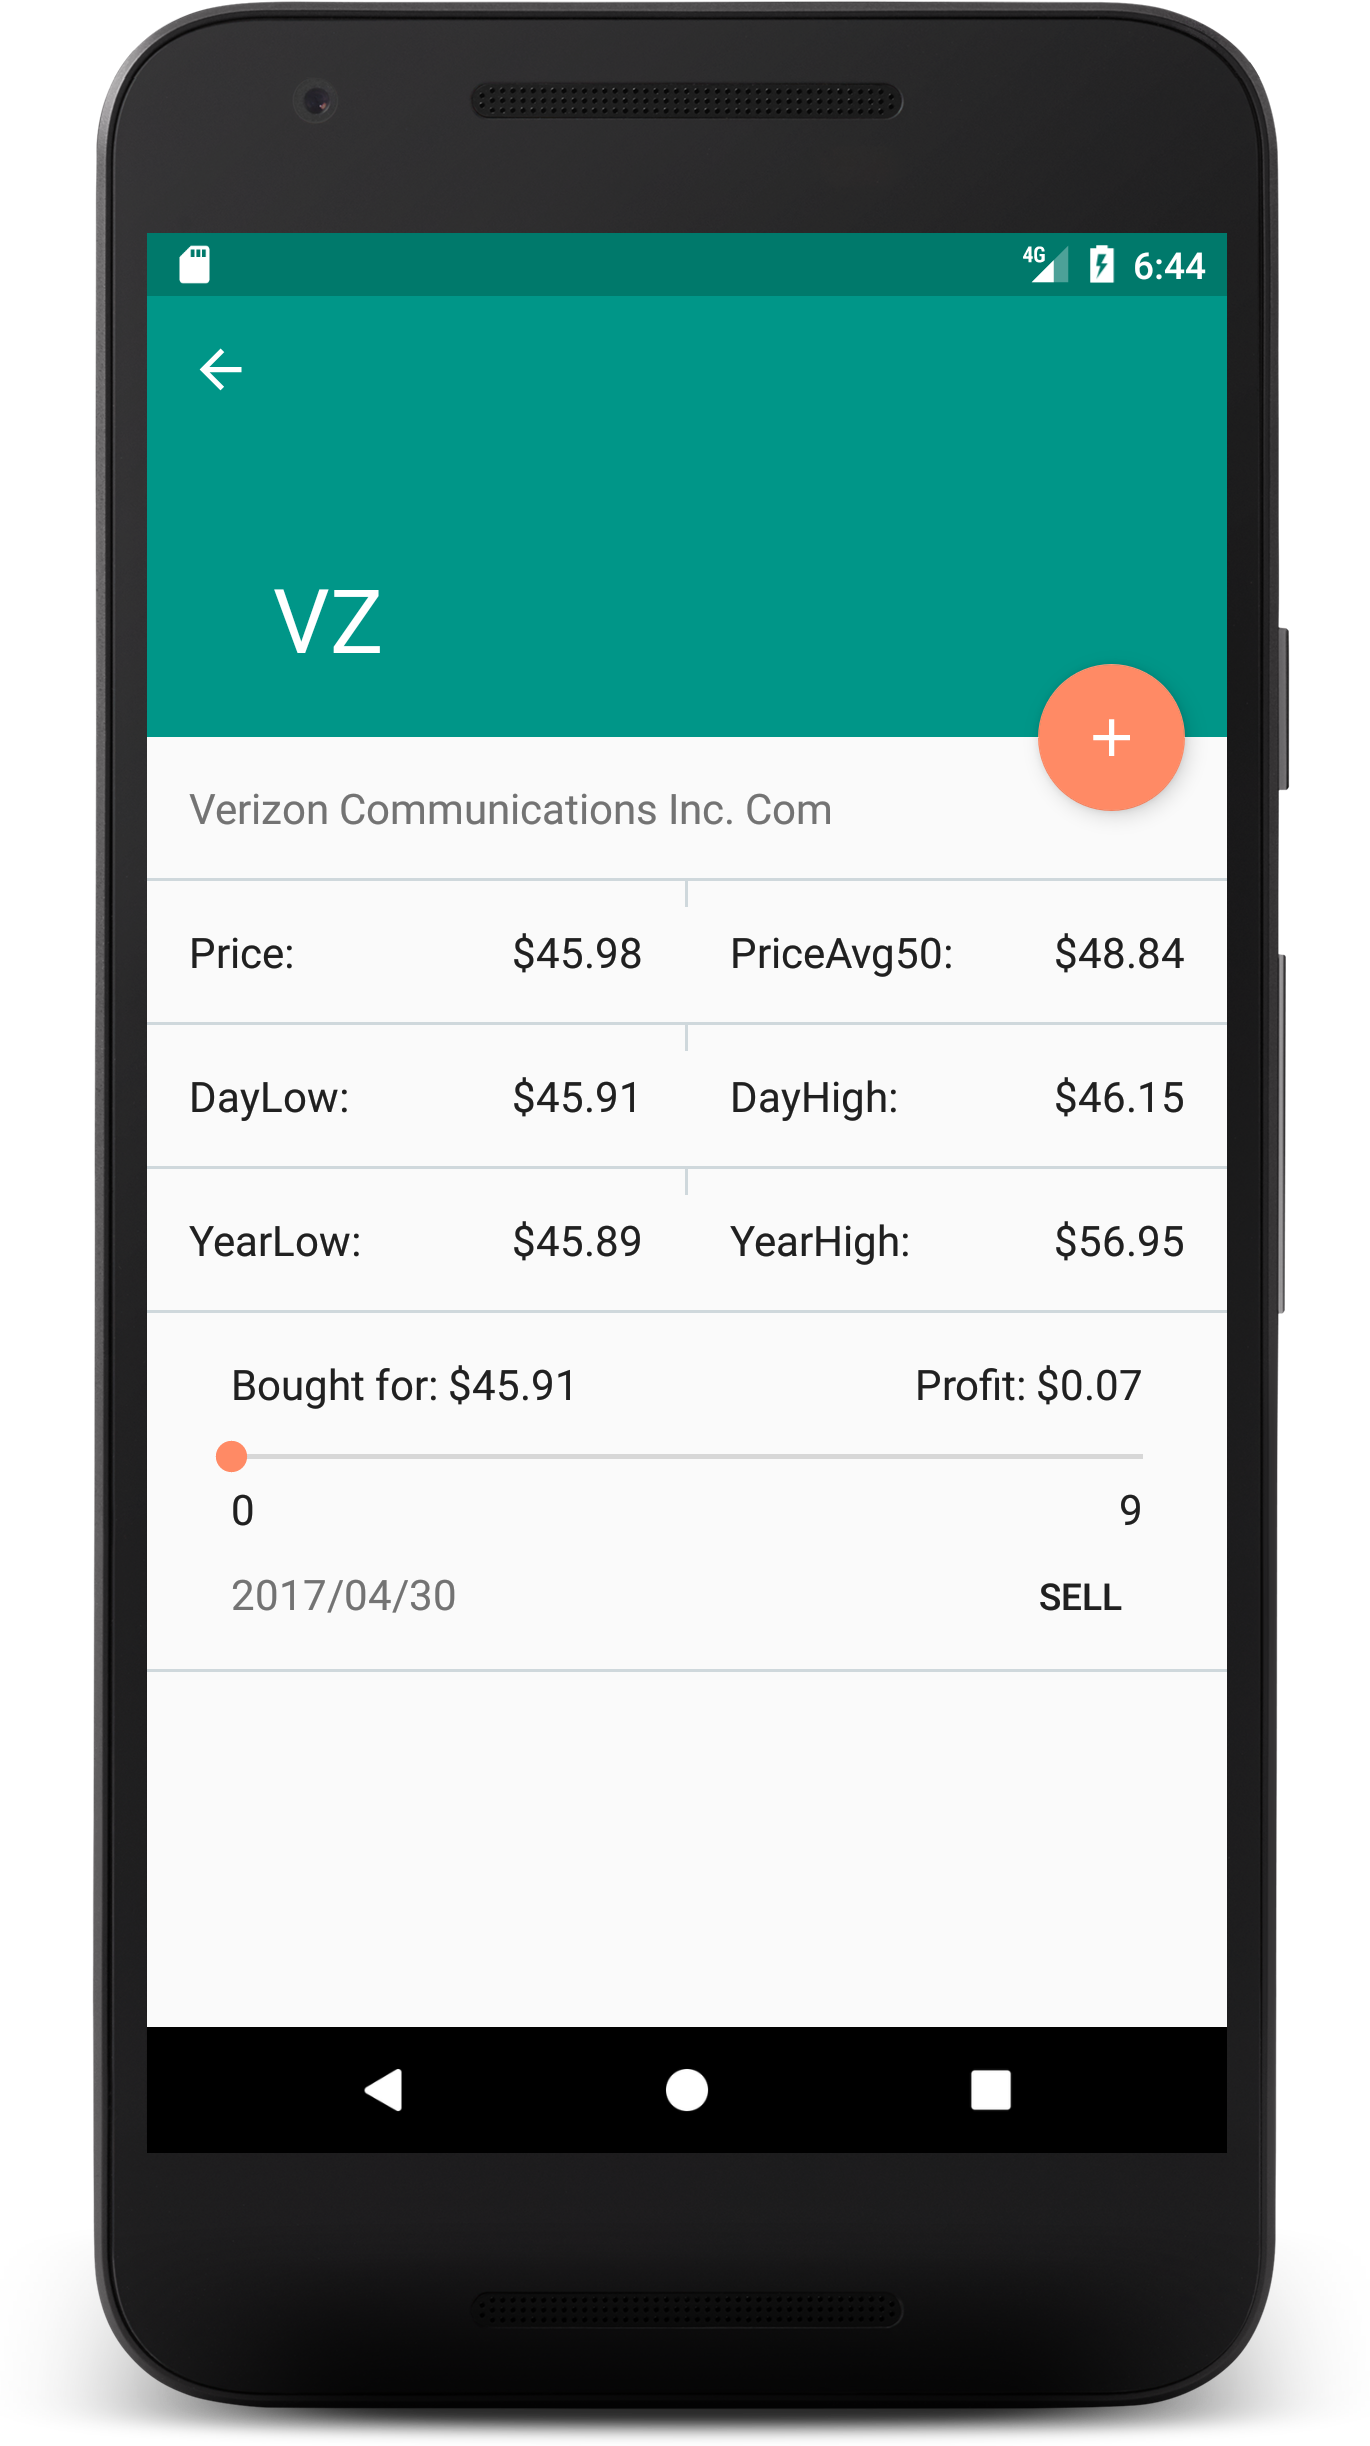 4G 6:44
VZ
Verizon Communications Inc. Com
Price: $45.98 PriceAvg50: $48.84
DayLow: $45.91 DayHigh: $46.15
YearLow: $45.89 YearHigh: $56.95
Bought for: $45.91 Profit: $0.07
0 9
2017/04/30 SELL